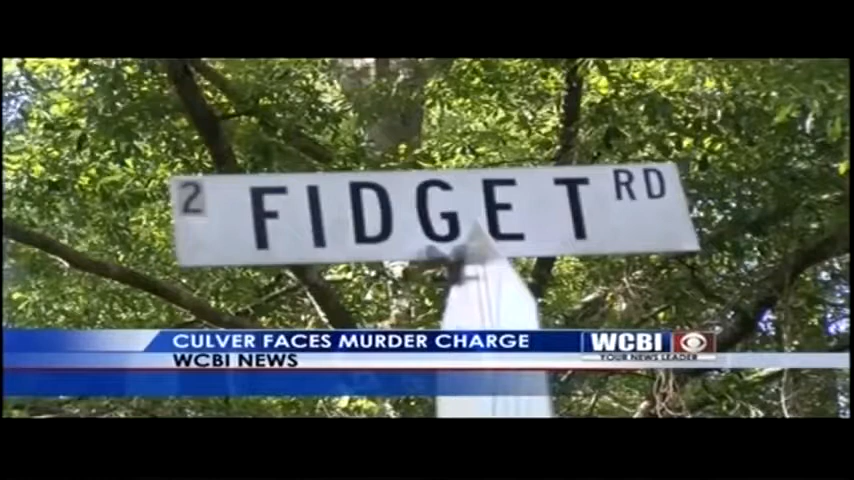 2 FIDGET RD
CULVER FACES MURDER CHARGE
WCBI NEWS
WCBI
YOUR NEWS LEADER